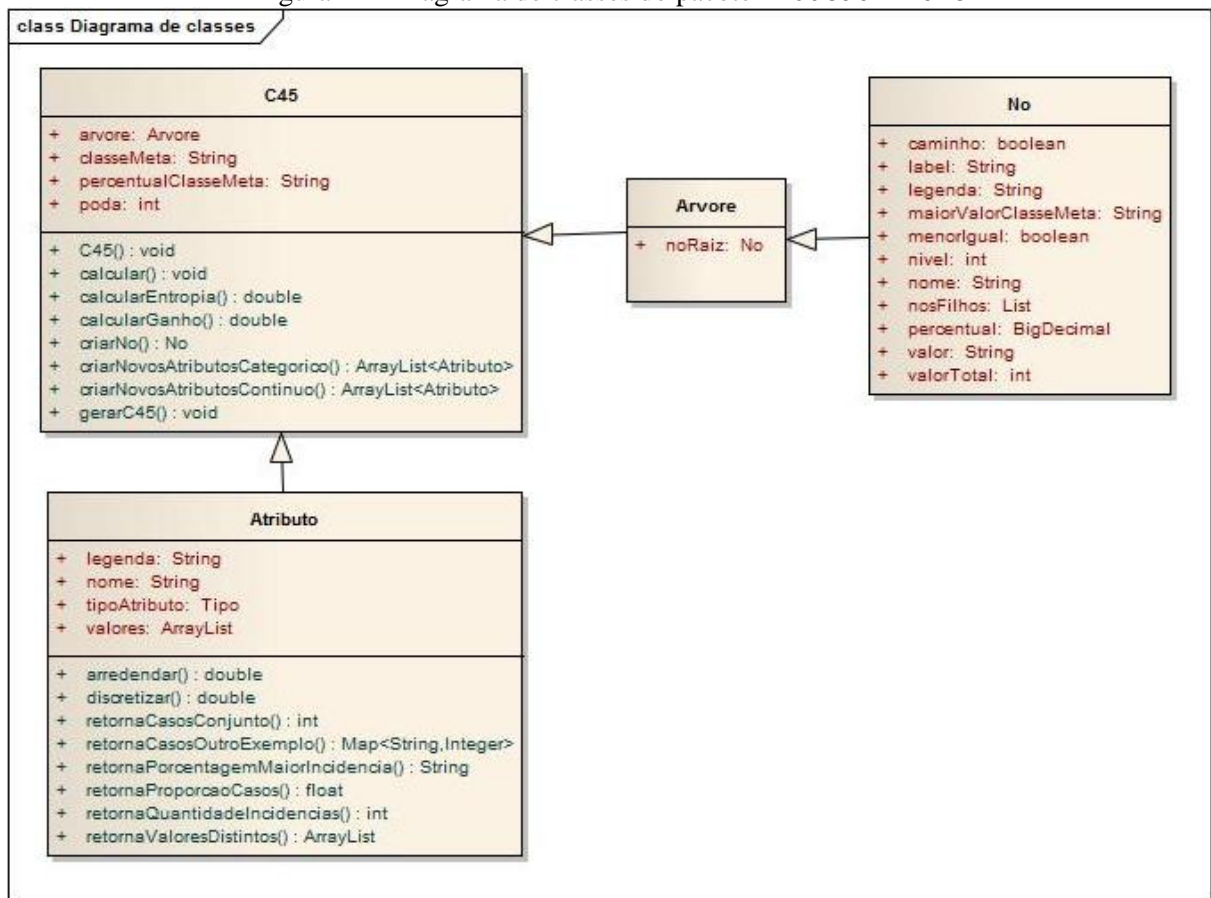 class Diagrama de classes
C45
+ arvore: Arvore
+ classeMeta: String
+ percentualClasseMeta: String
+ poda: int
+ C45() : void
+ calcular() : void
+ calcularEntropia() : double
+ calcularGanho() : double
+ criarNo() : No
+ criarNovosAtributosCategorico() : ArrayList<Atributo>
+ criarNovosAtributosContinuo() : ArrayList<Atributo>
+ gerarC45() : void
Arvore
+ noRaiz: No
No
+ caminho: boolean
+ label: String
+ legenda: String
+ maiorValorClasseMeta: String
+ menorIgual: boolean
+ nivel: int
+ nome: String
+ nosFilhos: List
+ percentual: BigDecimal
+ valor: String
+ valorTotal: int
Atributo
+ legenda: String
+ nome: String
+ tipoAtributo: Tipo
+ valores: ArrayList
+ arredendar() : double
+ discretizar() : double
+ retornaCasosConjunto() : int
+ retornaCasosOutroExemplo() : Map<String,Integer>
+ retornaPorcentagemMaiorIncidencia() : String
+ retornaProporcaoCasos() : float
+ retornaQuantidadeIncidencias() : int
+ retornaValoresDistintos() : ArrayList